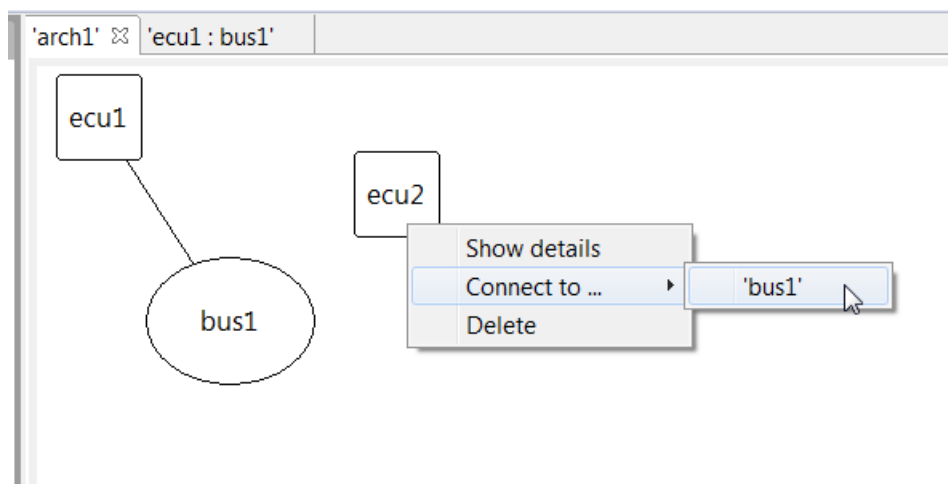 'arch1' 'ecu1 : bus1'
ecu1
ecu2
Show details
Connect to ... 'bus1'
bus1
Delete